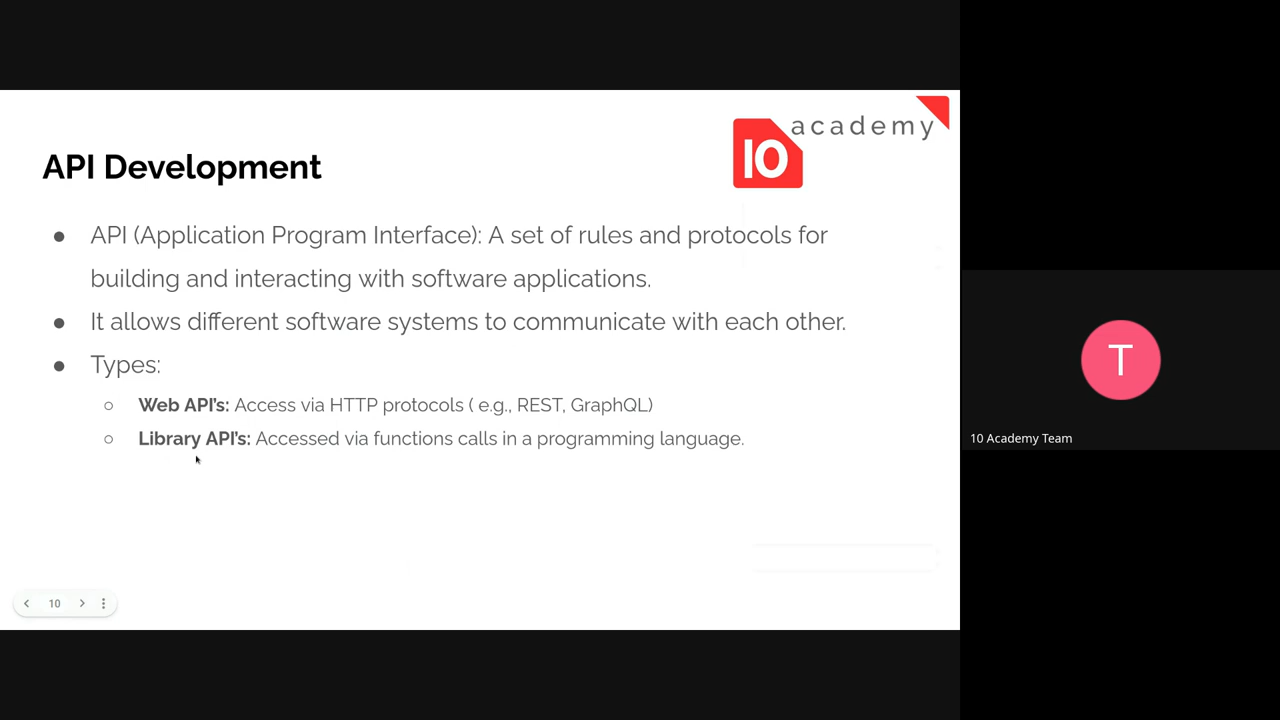 academy
10
API Development
● API (Application Program Interface): A set of rules and protocols for
building and interacting with software applications.
● It allows different software systems to communicate with each other.
● Types:
○ Web API's: Access via HTTP protocols ( e.g., REST, GraphQL)
○ Library API's: Accessed via functions calls in a programming language.
10
T
10 Academy Team